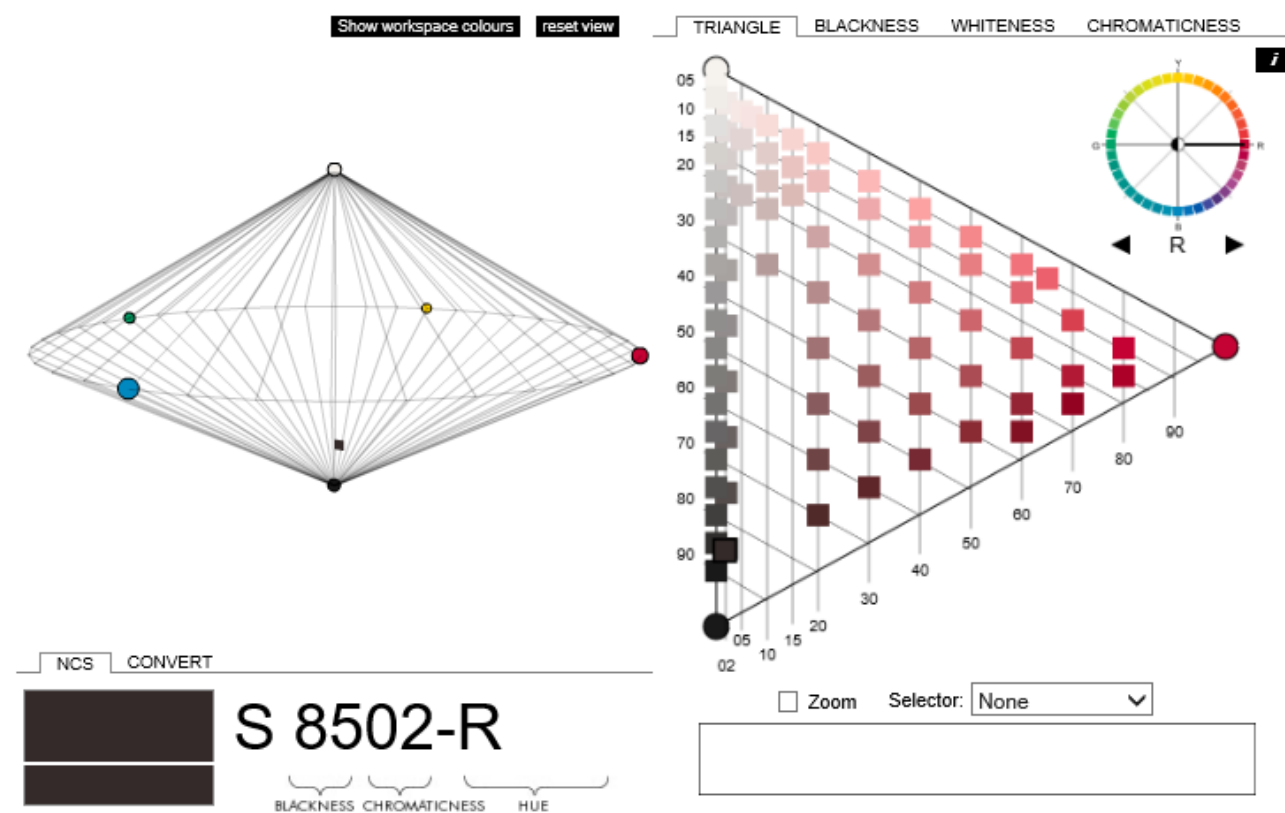 Show workspace colours reset view
TRIANGLE BLACKNESS WHITENESS CHROMATICNESS
i
Y
G R
B
R
05
10
15
20
30
40
50
60
70
80
90
90
80
70
60
50
40
30
20
15
05
10
02
NCS CONVERT
S 8502-R
BLACKNESS CHROMATICNESS HUE
Zoom Selector: None